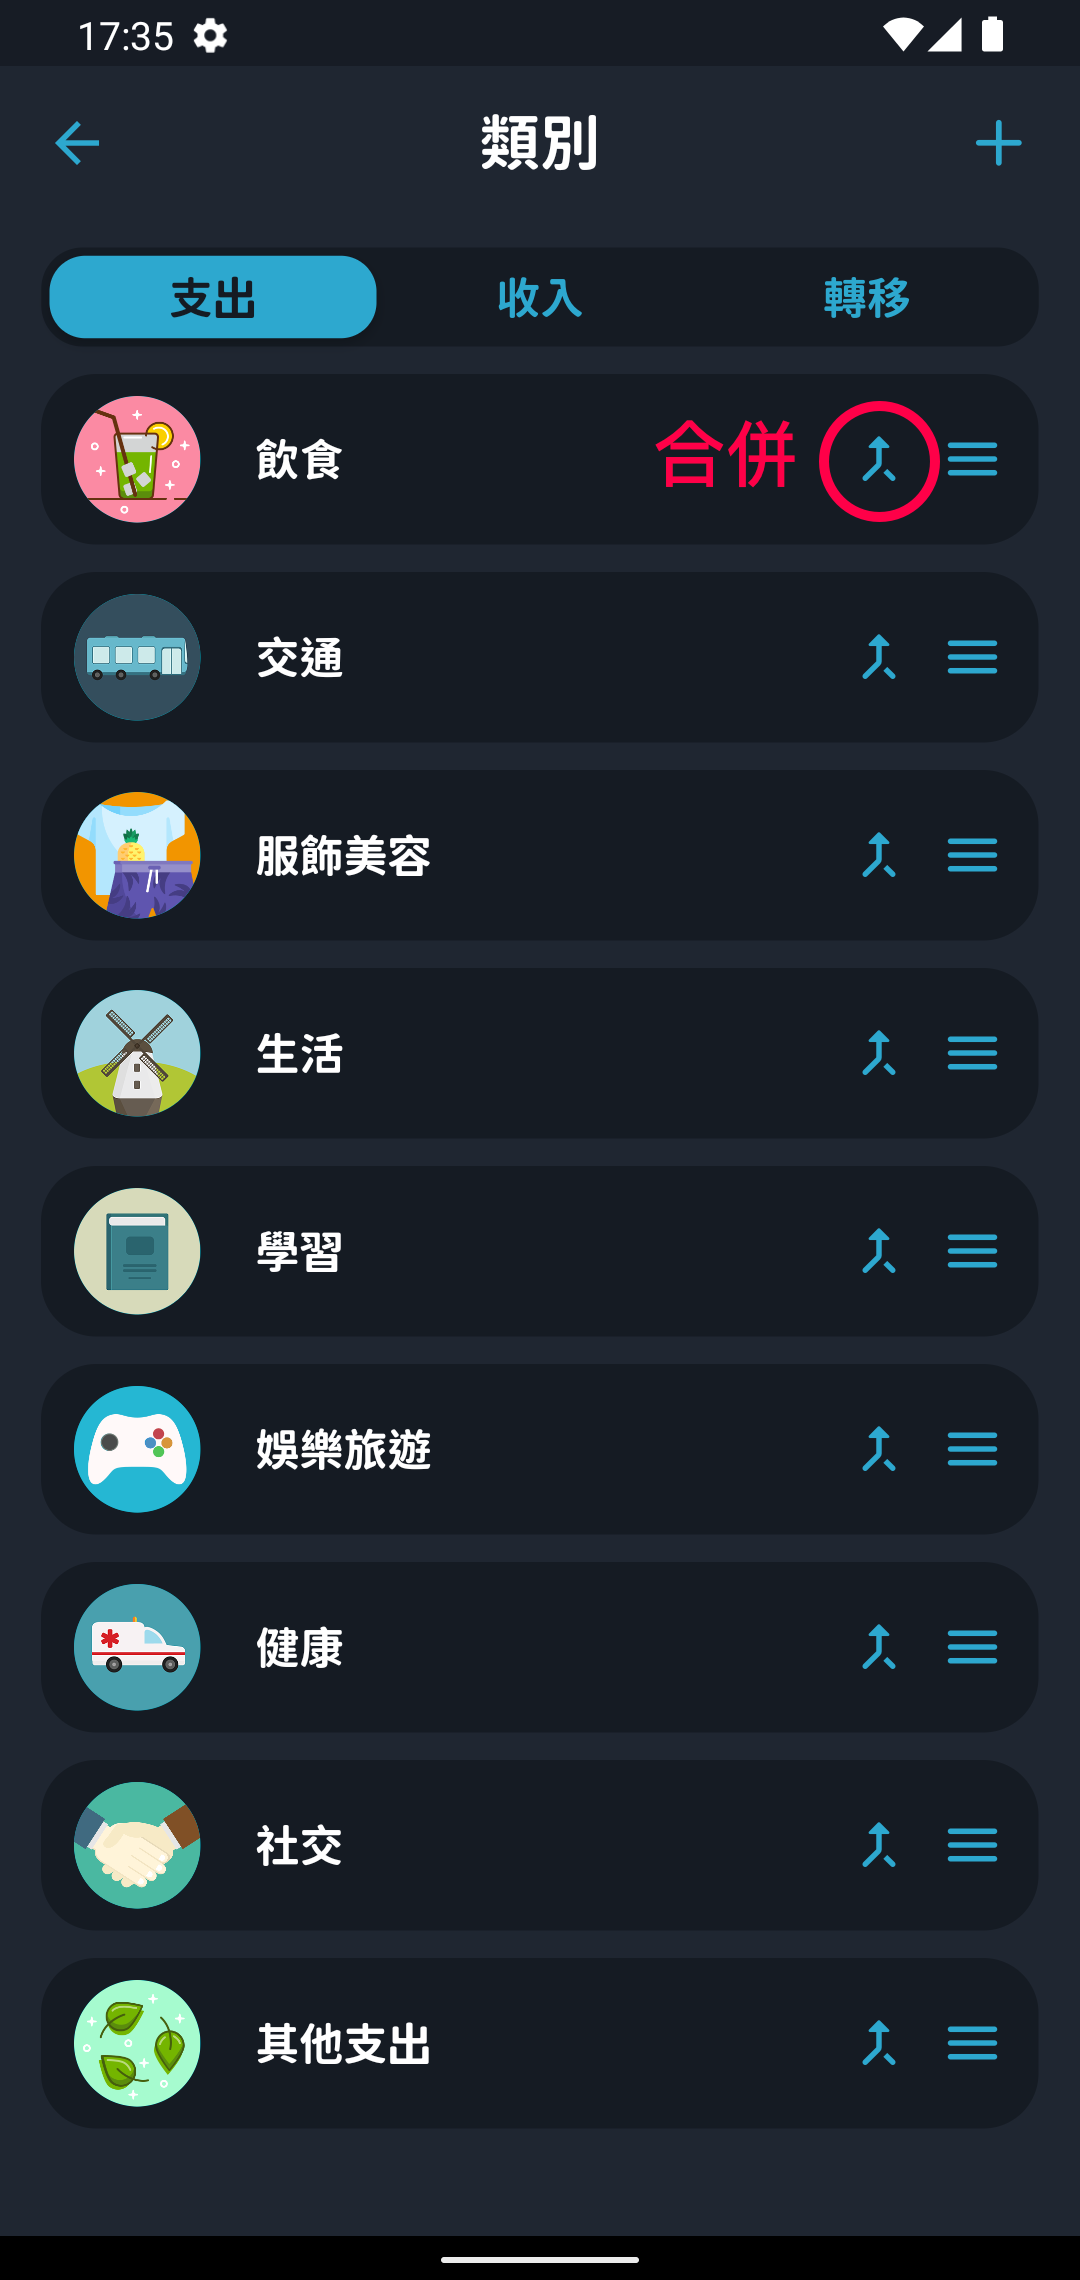 17:35
類別
支出 收入 轉移
飲食 合併
交通
服飾美容
生活
學習
娛樂旅遊
健康
社交
其他支出